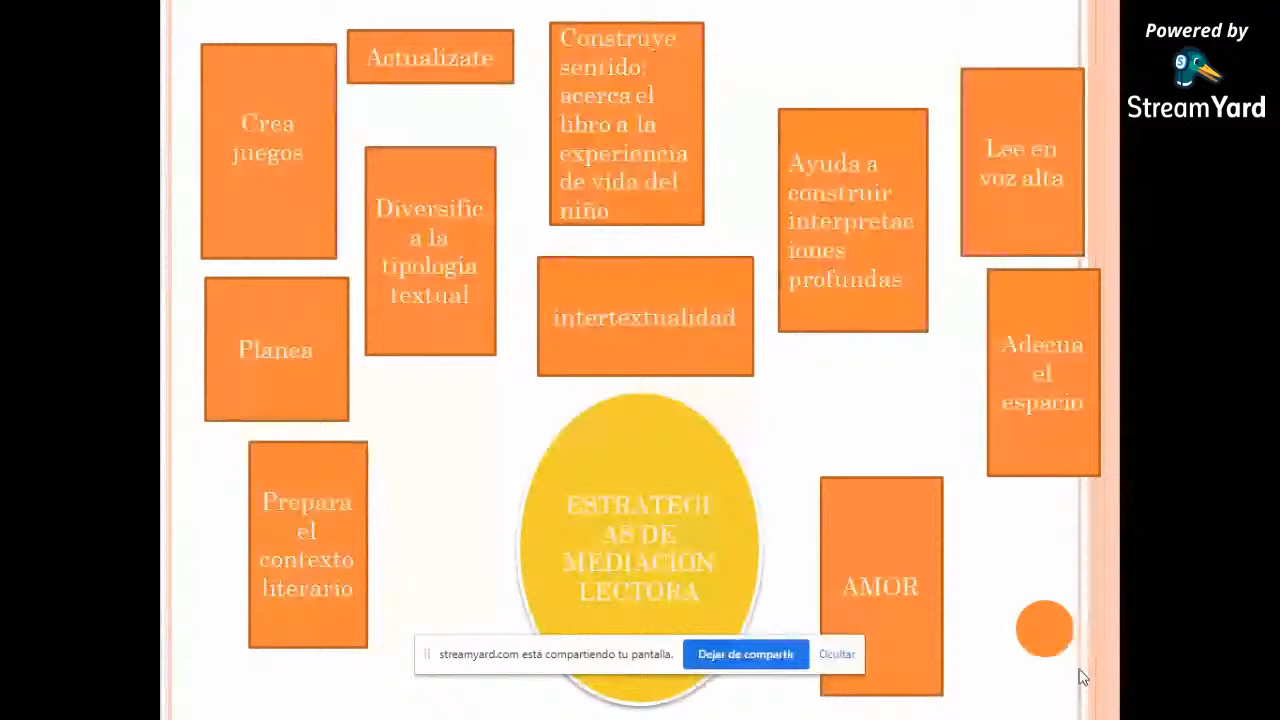 Crea
juegos
Actualizate
Construye
sentido:
acerca el
libro a la
experiencia
de vida del
niño
Diversific
a la
tipología
textual
Ayuda a
construir
interpretac
iones
profundas
Lee en
voz alta
Planea
intertextualidad
Adecua
el
espacio
Prepara
el
contexto
literario
ESTRATEGI
AS DE
MEDIACION
LECTORA
AMOR
streamyard.com está compartiendo tu pantalla.
Dejar de compartir
Ocultar
Powered by
StreamYard